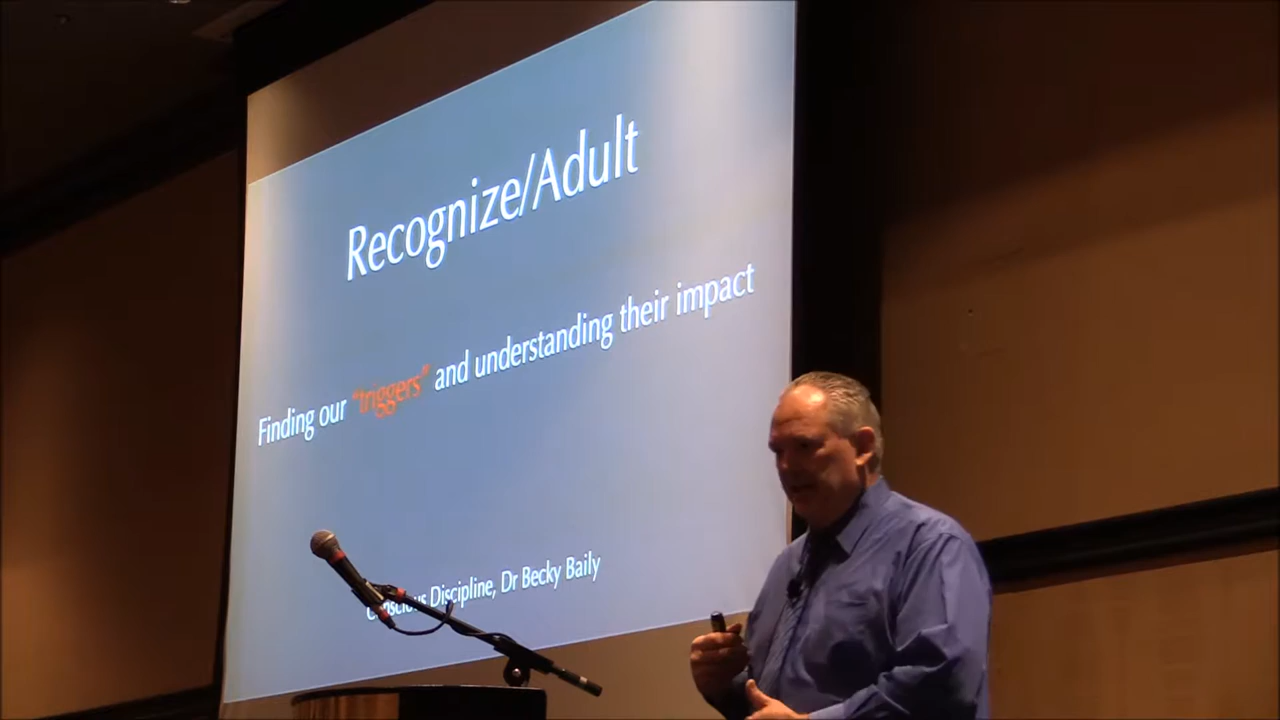 Recognize/Adult
Finding our "triggers" and understanding their impact
Conscious Discipline, Dr Becky Baily